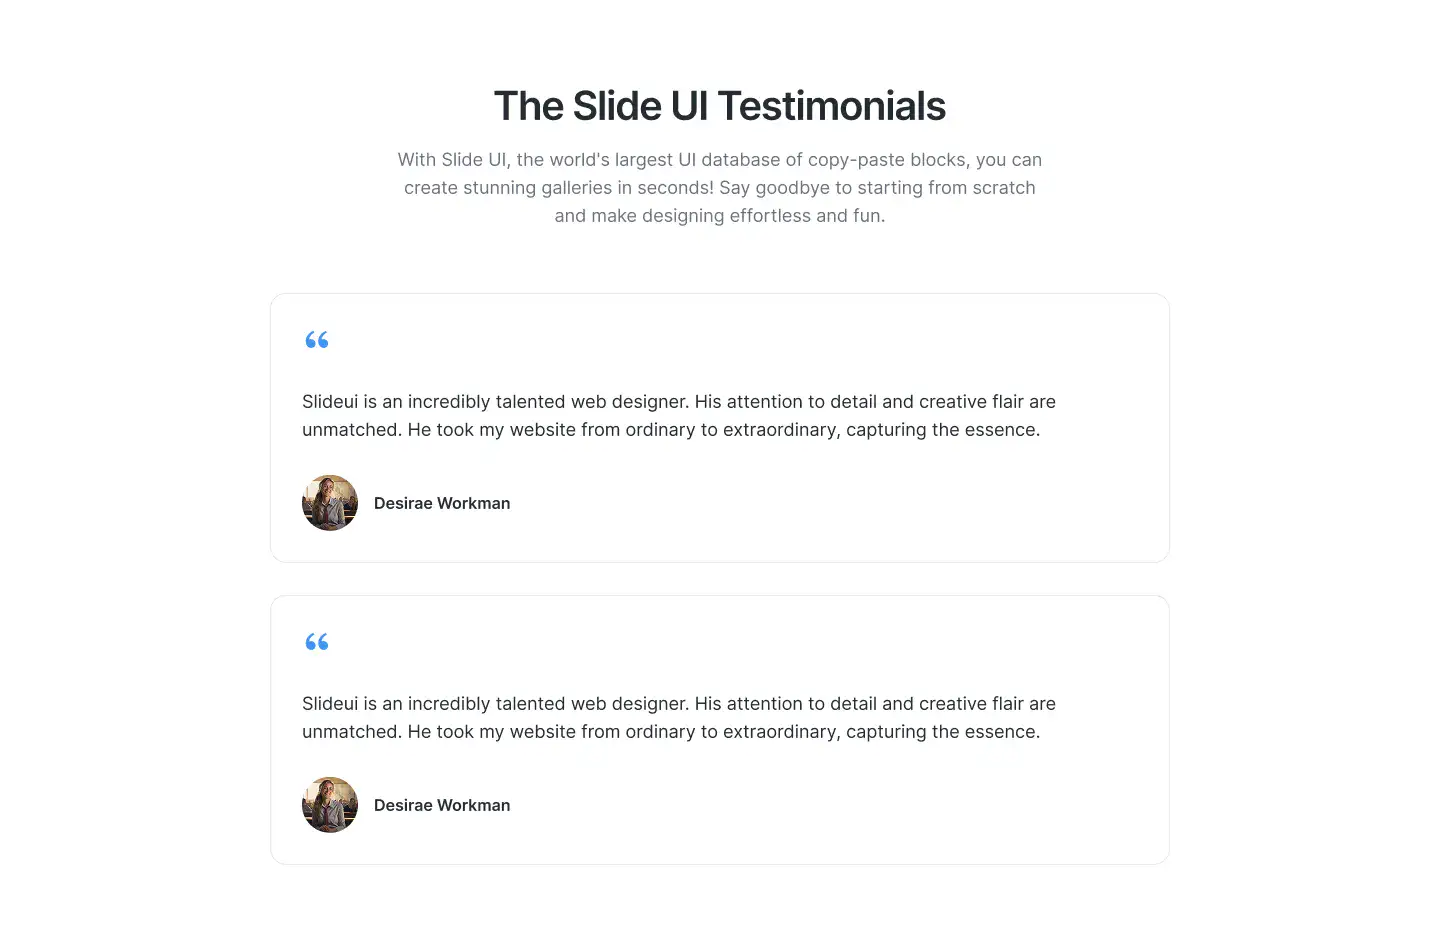 The Slide UI Testimonials
With Slide UI, the world's largest UI database of copy-paste blocks, you can
create stunning galleries in seconds! Say goodbye to starting from scratch
and make designing effortless and fun.
“
Slideui is an incredibly talented web designer. His attention to detail and creative flair are
unmatched. He took my website from ordinary to extraordinary, capturing the essence.
Desirae Workman
“
Slideui is an incredibly talented web designer. His attention to detail and creative flair are
unmatched. He took my website from ordinary to extraordinary, capturing the essence.
Desirae Workman